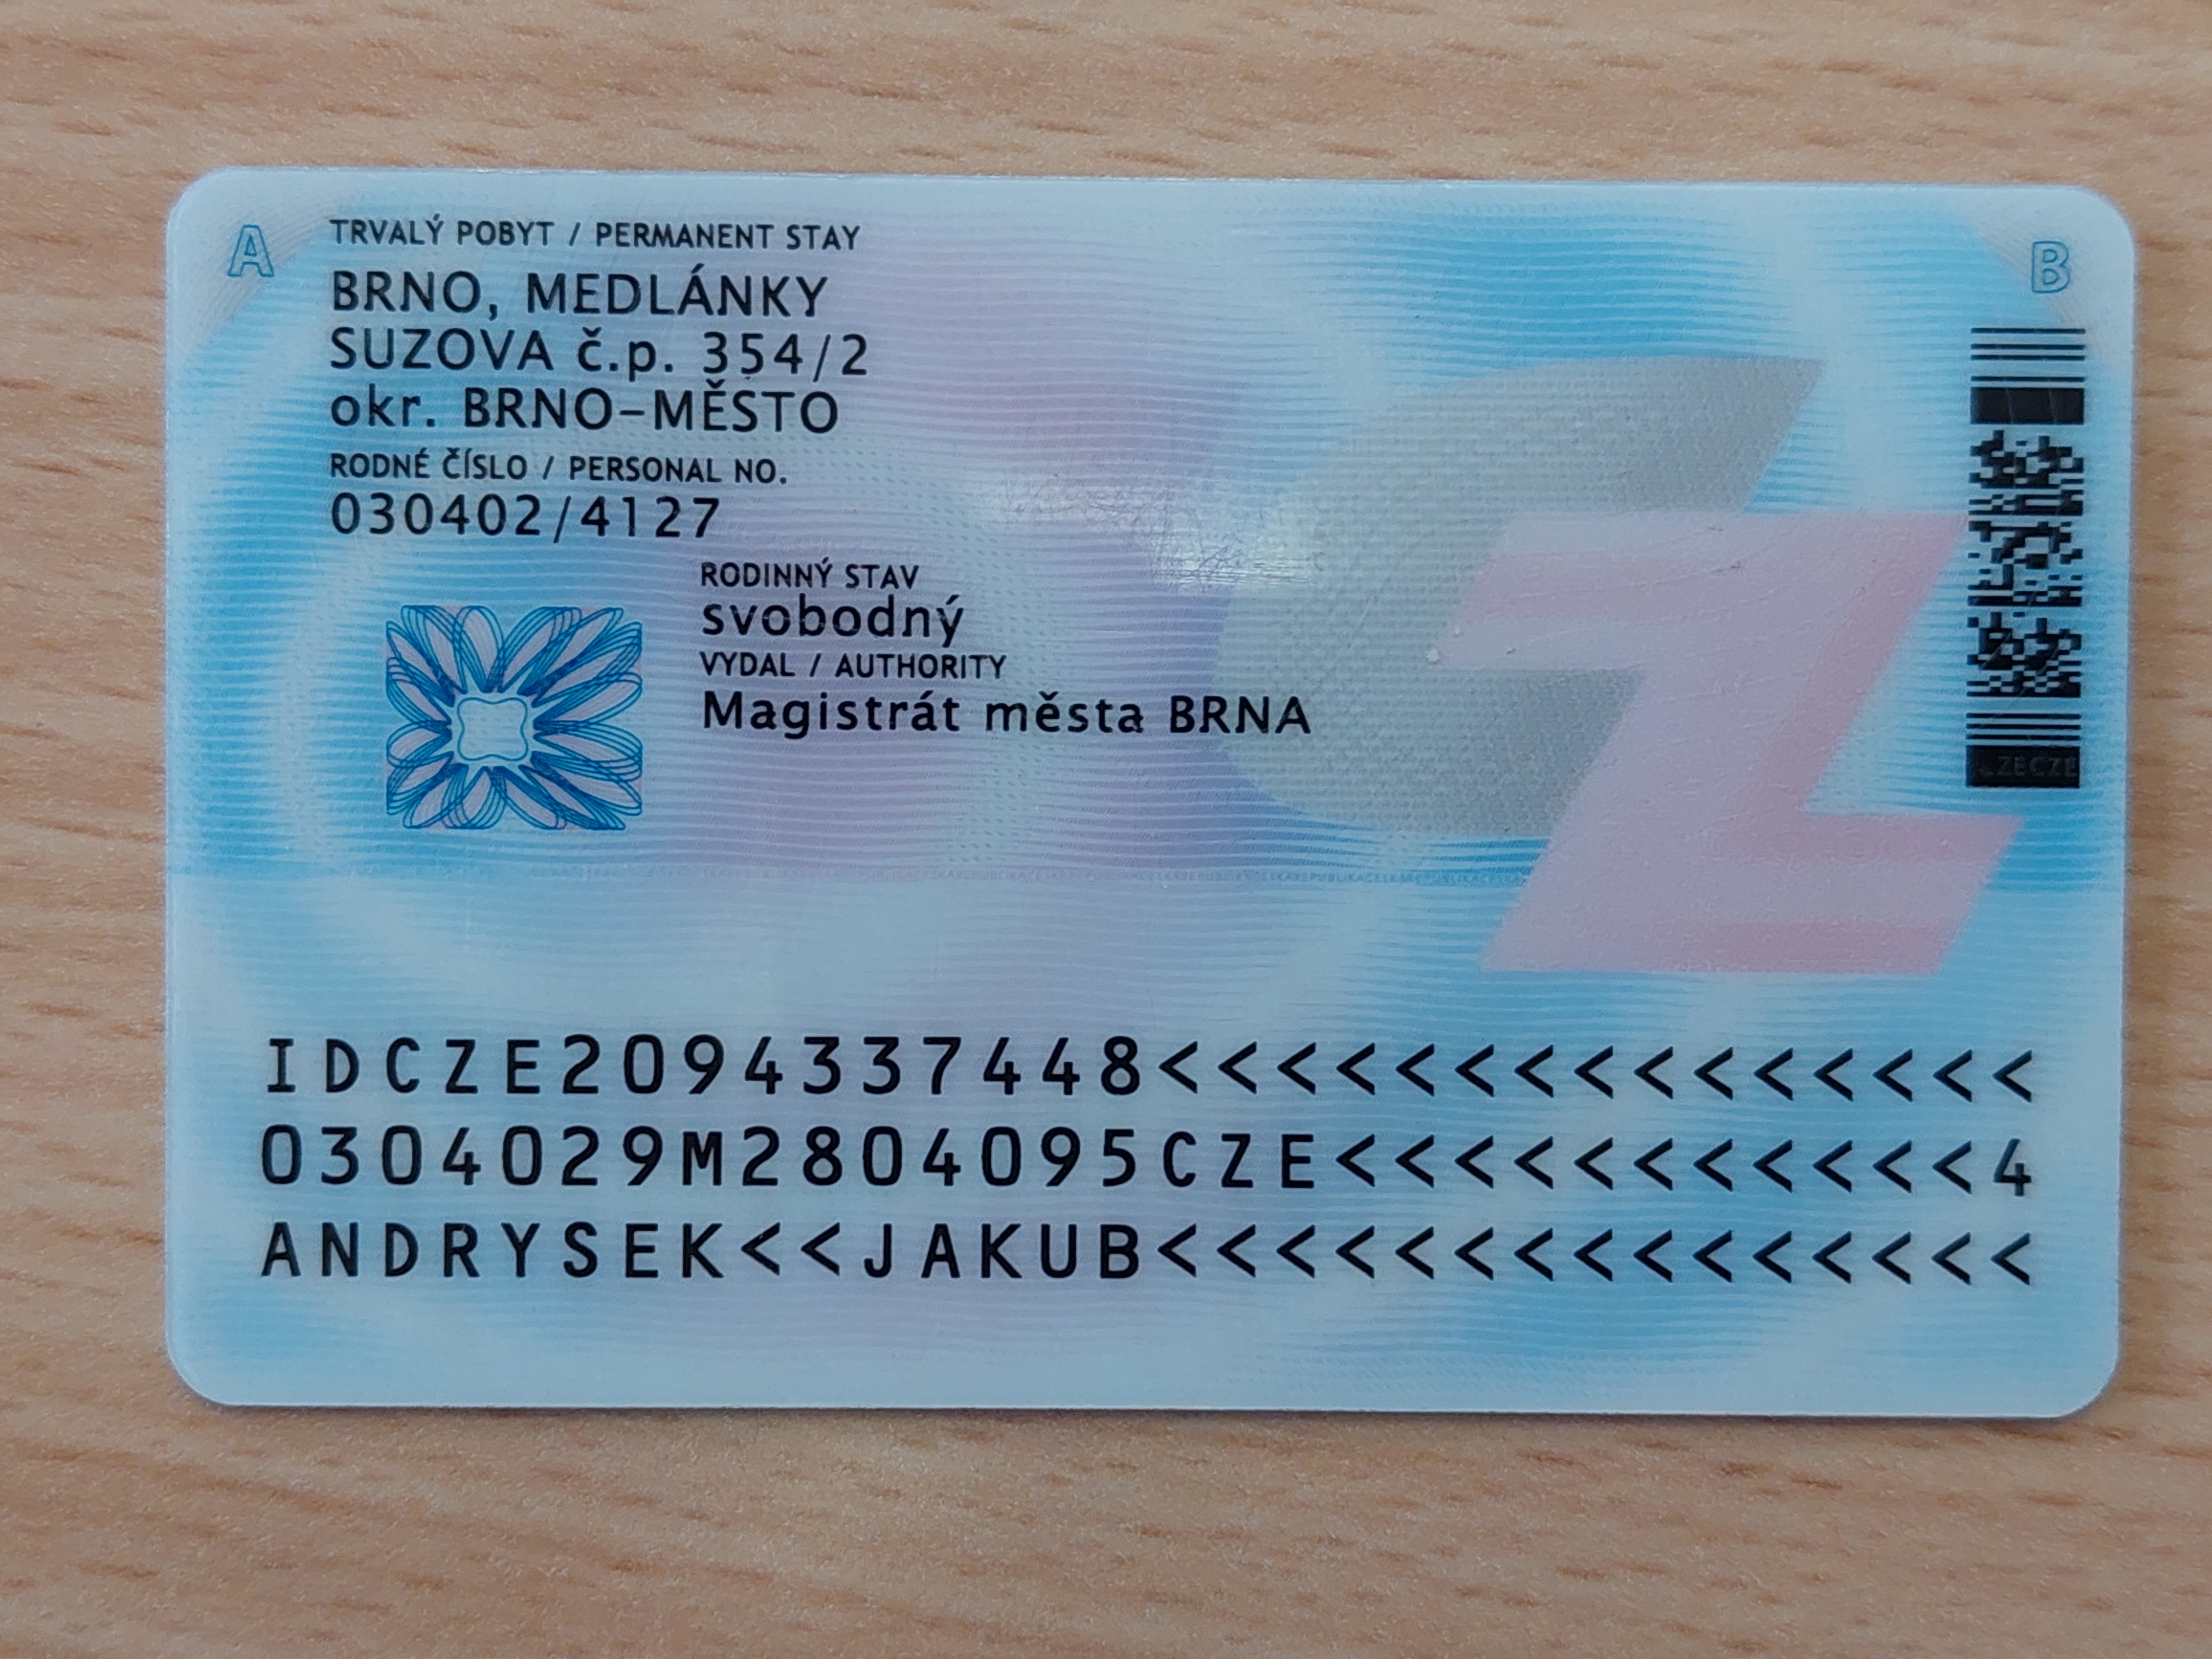 A
TRVALÝ POBYT / PERMANENT STAY
BRNO, MEDLÁNKY
SUZOVA č.p. 354/2
okr. BRNO-MĚSTO
RODNÉ ČÍSLO / PERSONAL NO.
030402/4127
RODINNÝ STAV
svobodný
VYDAL / AUTHORITY
Magistrát města BRNA
B
CZ
IDCZE2094337448<<<<<<<<<<<<<<<
0304029M2804095CZE<<<<<<<<<<<4
ANDRYSEK<<JAKUB<<<<<<<<<<<<<<<